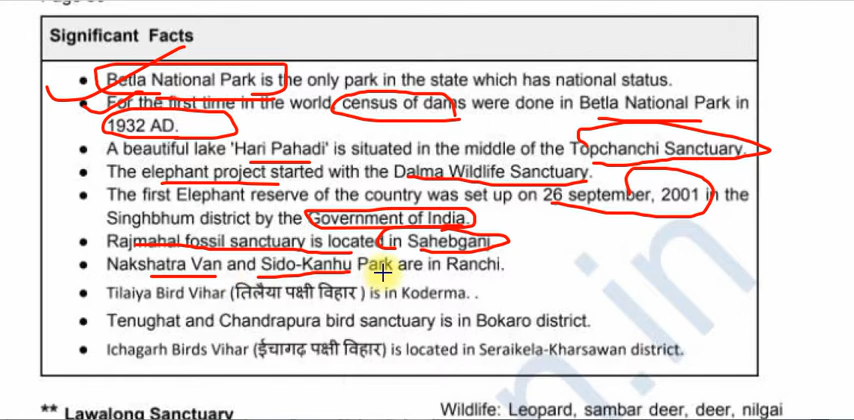 Significant Facts
Betla National Park is the only park in the state which has national status.
For the first time in the world, census of dams were done in Betla National Park in
1932 AD.
A beautiful lake 'Hari Pahadi' is situated in the middle of the Topchanchi Sanctuary.
The elephant project started with the Dalma Wildlife Sanctuary.
The first Elephant reserve of the country was set up on 26 september, 2001 in the
Singhbhum district by the Government of India.
Rajmahal fossil sanctuary is located in Sahebganj
Nakshatra Van and Sido-Kanhu Park are in Ranchi.
Tilaiya Bird Vihar (तिलैया पक्षी विहार ) is in Koderma. .
Tenughat and Chandrapura bird sanctuary is in Bokaro district.
Ichagarh Birds Vihar (ईचागढ़ पक्षी विहार) is located in Seraikela-Kharsawan district.
** Lawalong Sanctuary
Wildlife: Leopard, sambar deer, deer, nilgai